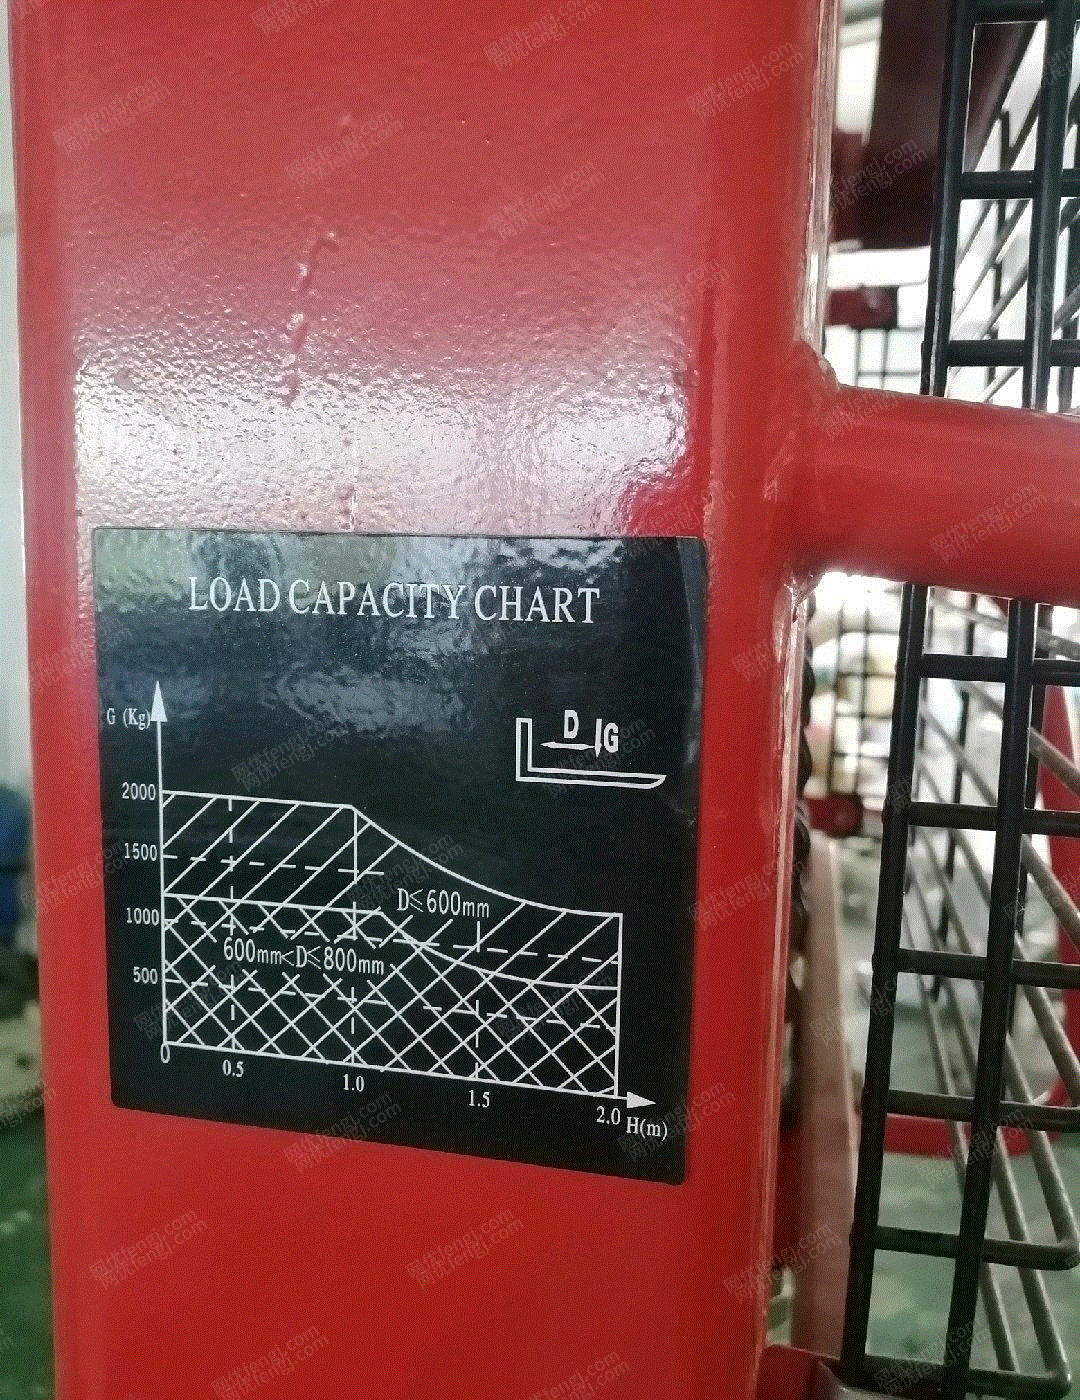 LOAD CAPACITY CHART
G (Kg)
D G
2000
1500
D≤600mm
1000
600mm<D≤800mm
500
0
0.5
1.0
1.5
2.0 H(m)